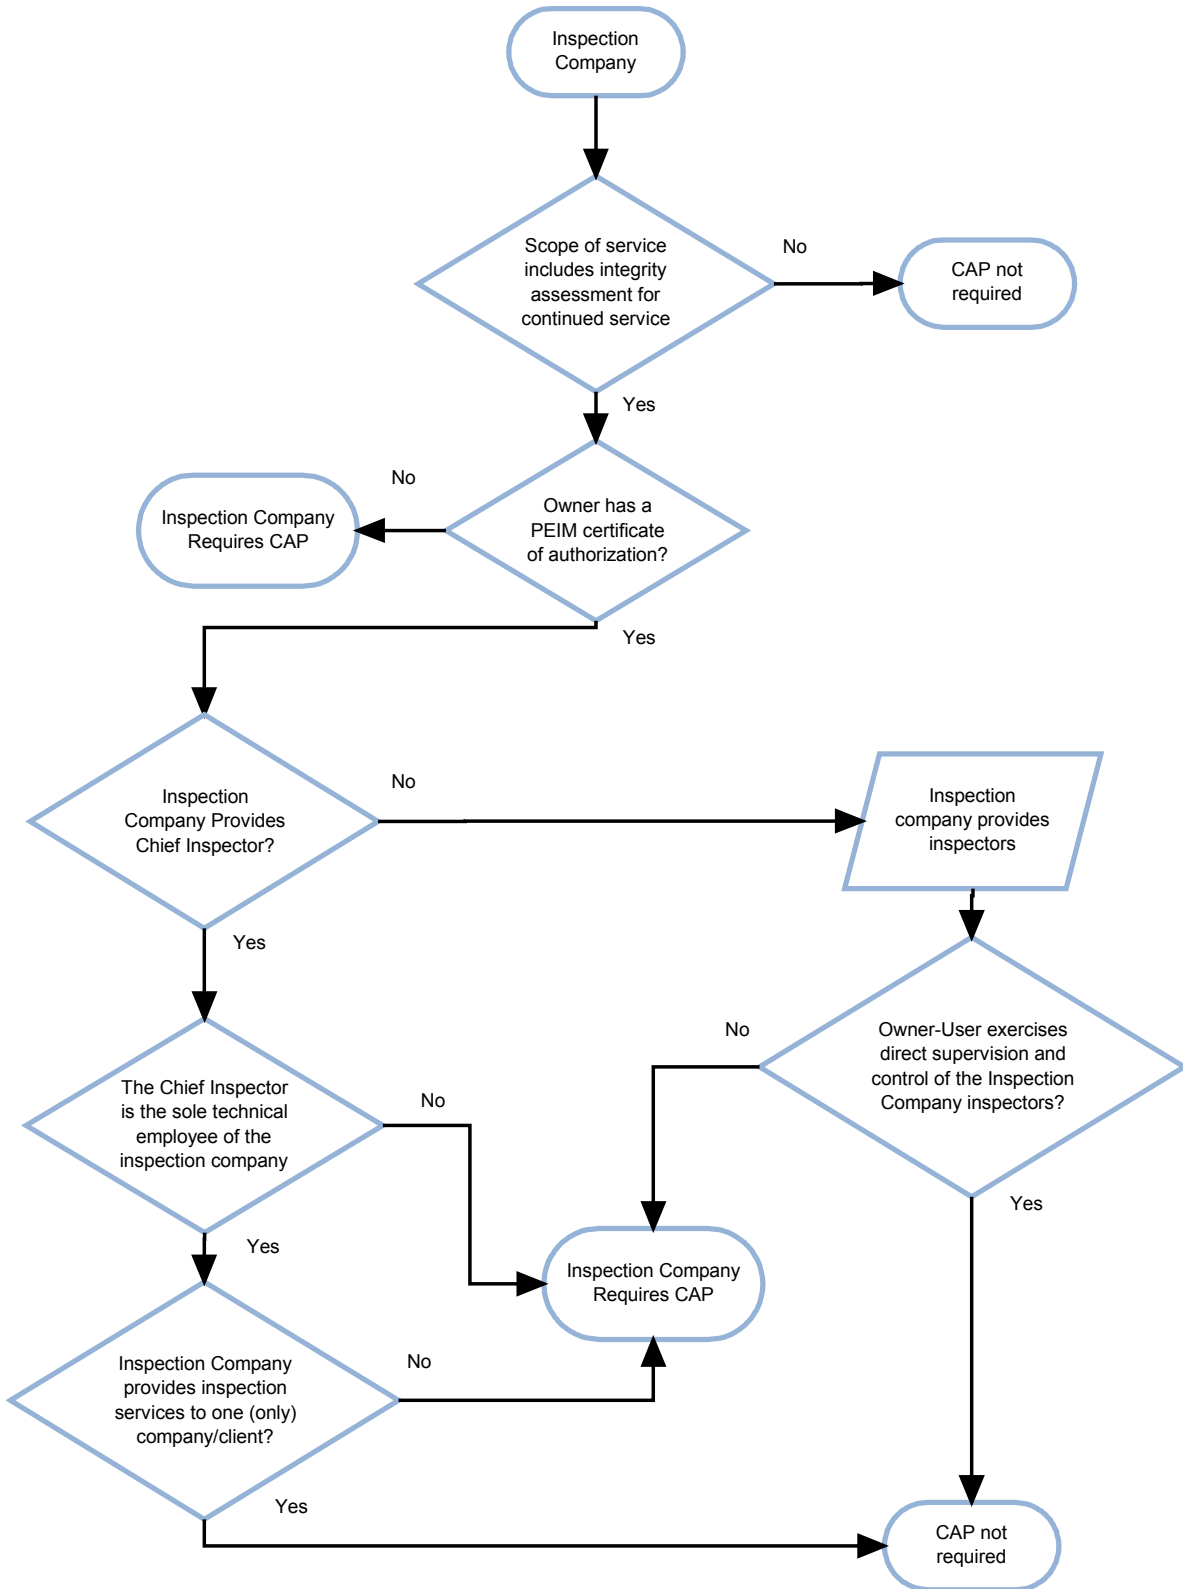 Inspection
Company
Scope of service
includes integrity
assessment for
continued service
No
CAP not
required
Yes
No
Inspection Company
Requires CAP
Owner has a
PEIM certificate
of authorization?
Yes
Inspection
Company Provides
Chief Inspector?
No
Inspection
company provides
inspectors
Yes
No
Owner-User exercises
direct supervision and
control of the Inspection
Company inspectors?
The Chief Inspector
is the sole technical
employee of the
inspection company
No
Yes
Yes
Inspection Company
Requires CAP
Inspection Company
provides inspection
services to one (only)
company/client?
No
Yes
CAP not
required